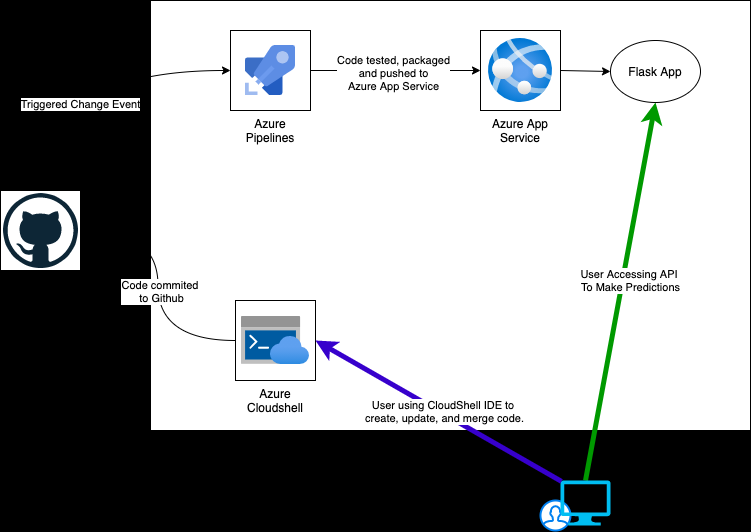 Code tested, packaged
and pushed to
Azure App Service
Flask App
Triggered Change Event
Azure
Pipelines
Azure App
Service
User Accessing API
To Make Predictions
Code commited
to Github
Azure
Cloudshell
User using CloudShell IDE to
create, update, and merge code.